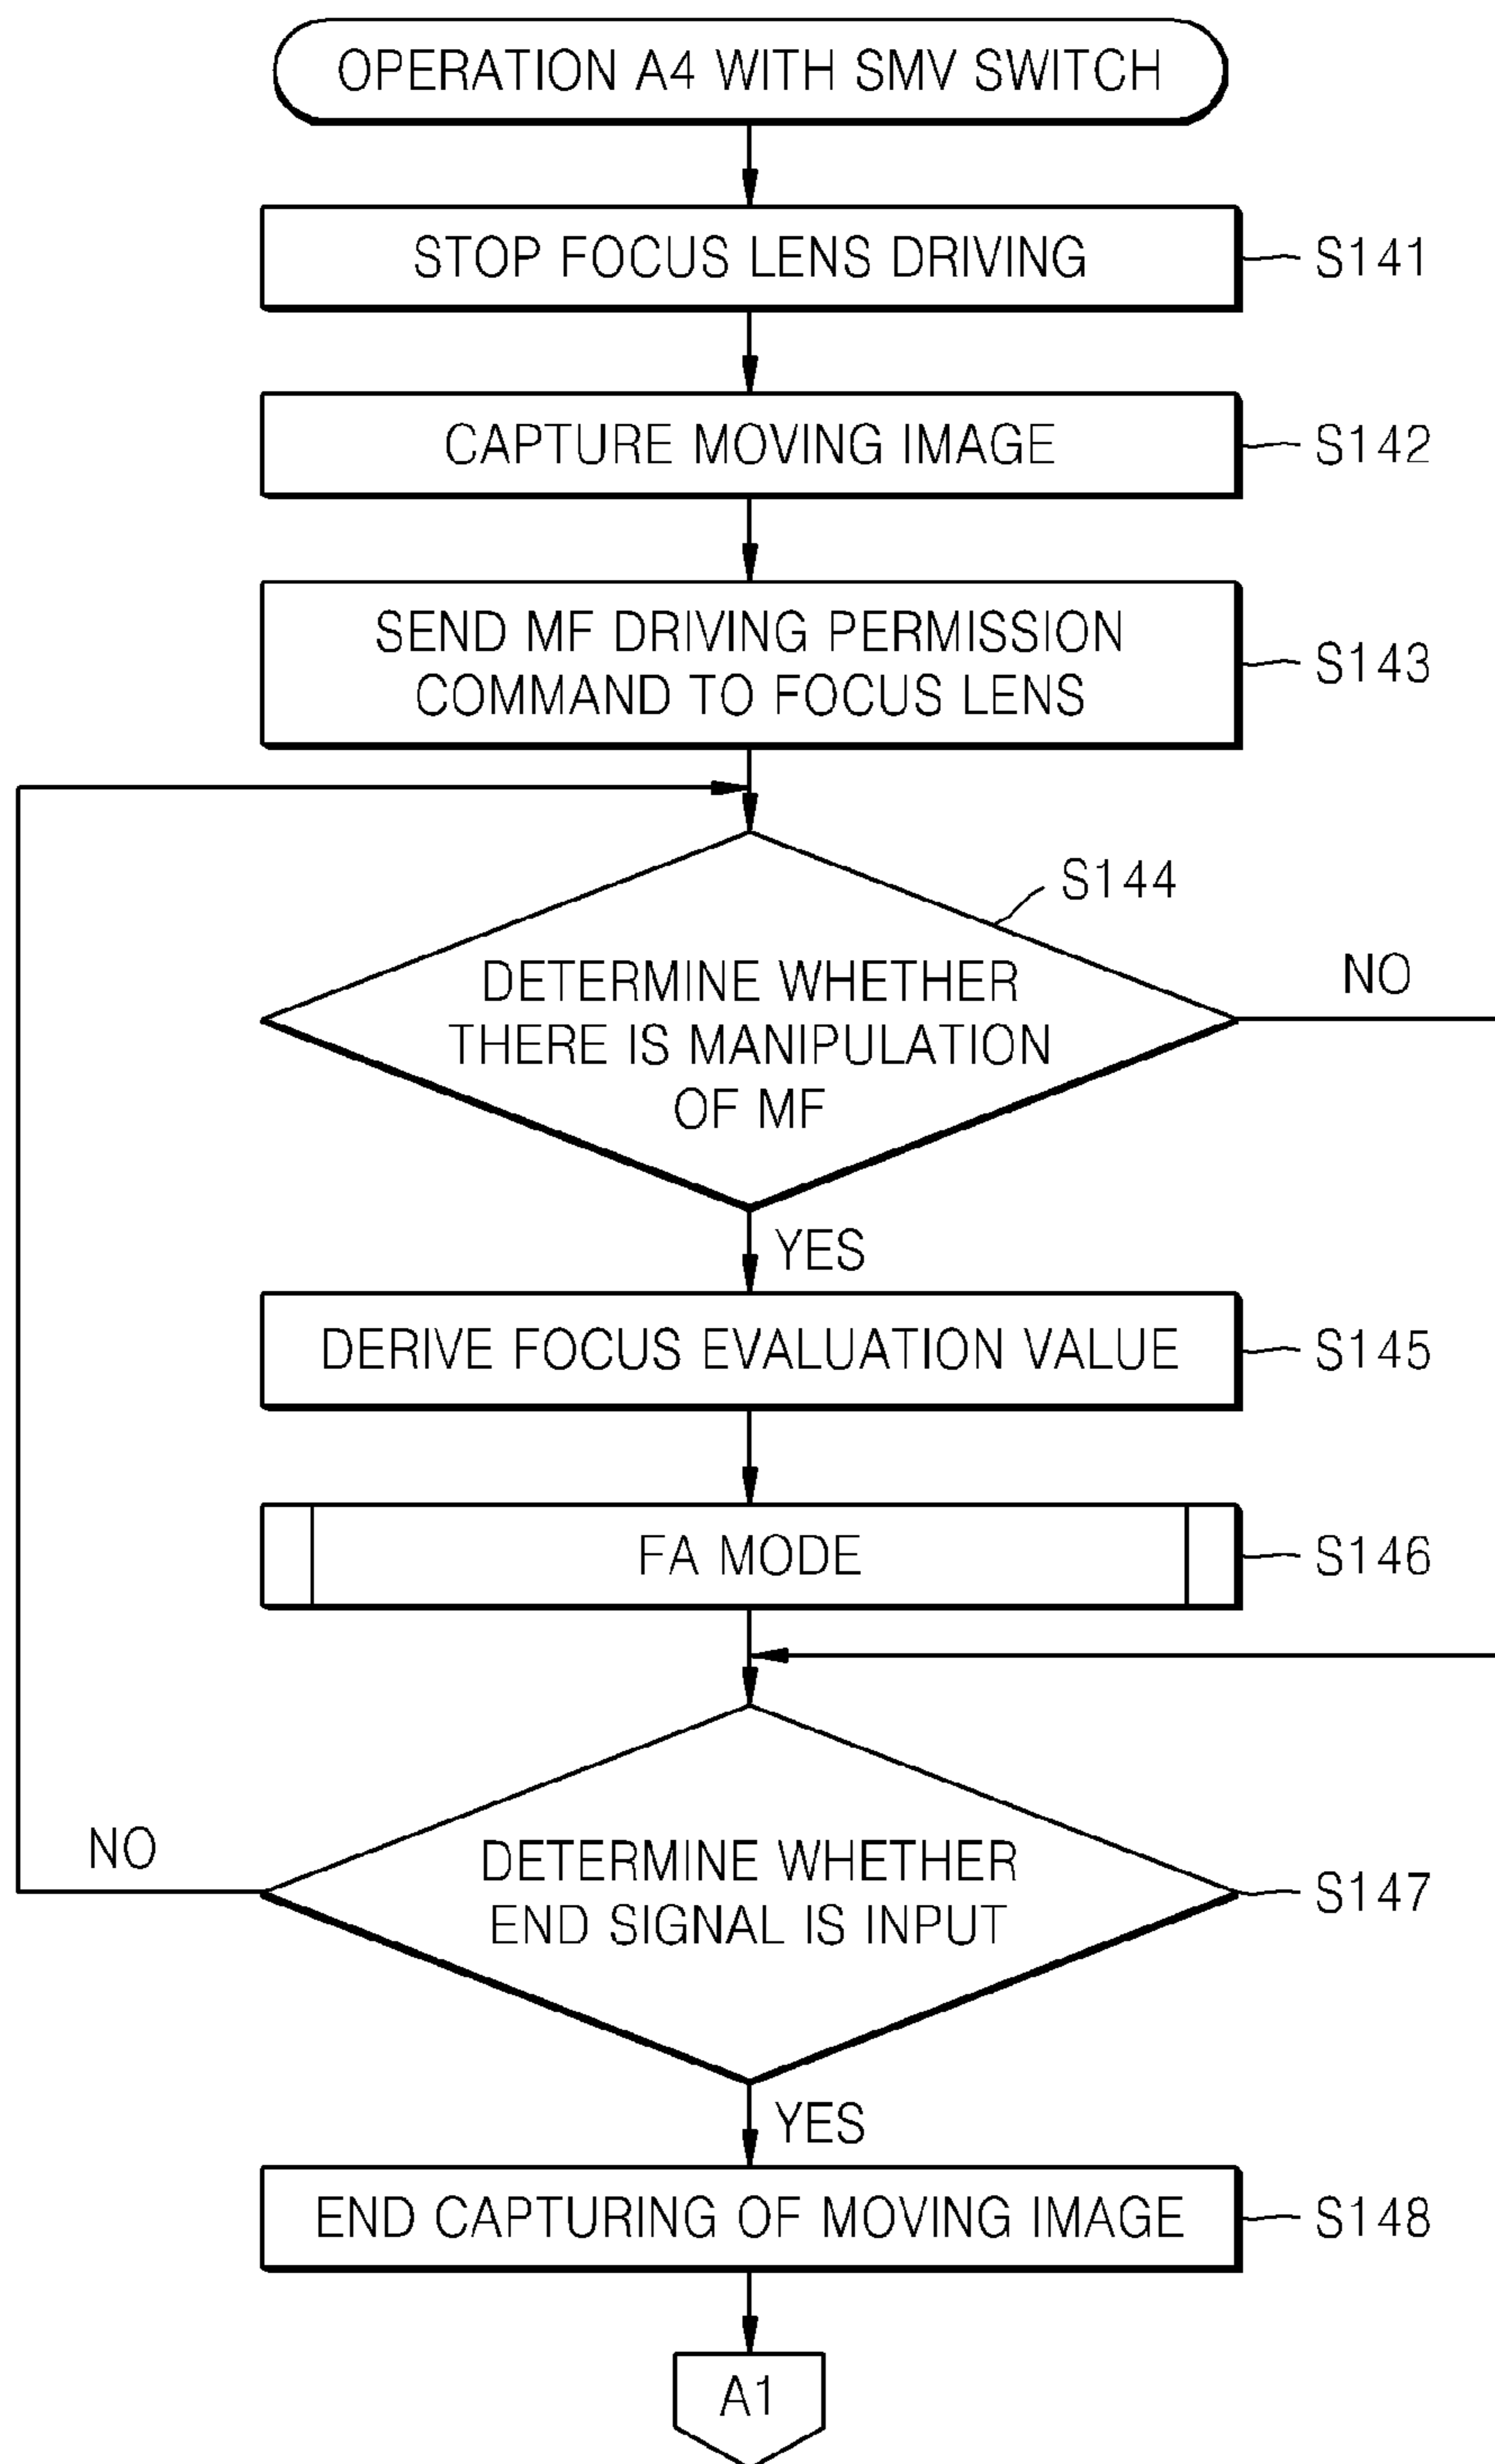 OPERATION A4 WITH SMV SWITCH
STOP FOCUS LENS DRIVING
S141
CAPTURE MOVING IMAGE
S142
SEND MF DRIVING PERMISSION
COMMAND TO FOCUS LENS
S143
S144
DETERMINE WHETHER
THERE IS MANIPULATION
OF MF
NO
YES
DERIVE FOCUS EVALUATION VALUE
S145
FA MODE
S146
DETERMINE WHETHER
END SIGNAL IS INPUT
S147
NO
YES
END CAPTURING OF MOVING IMAGE
S148
A1